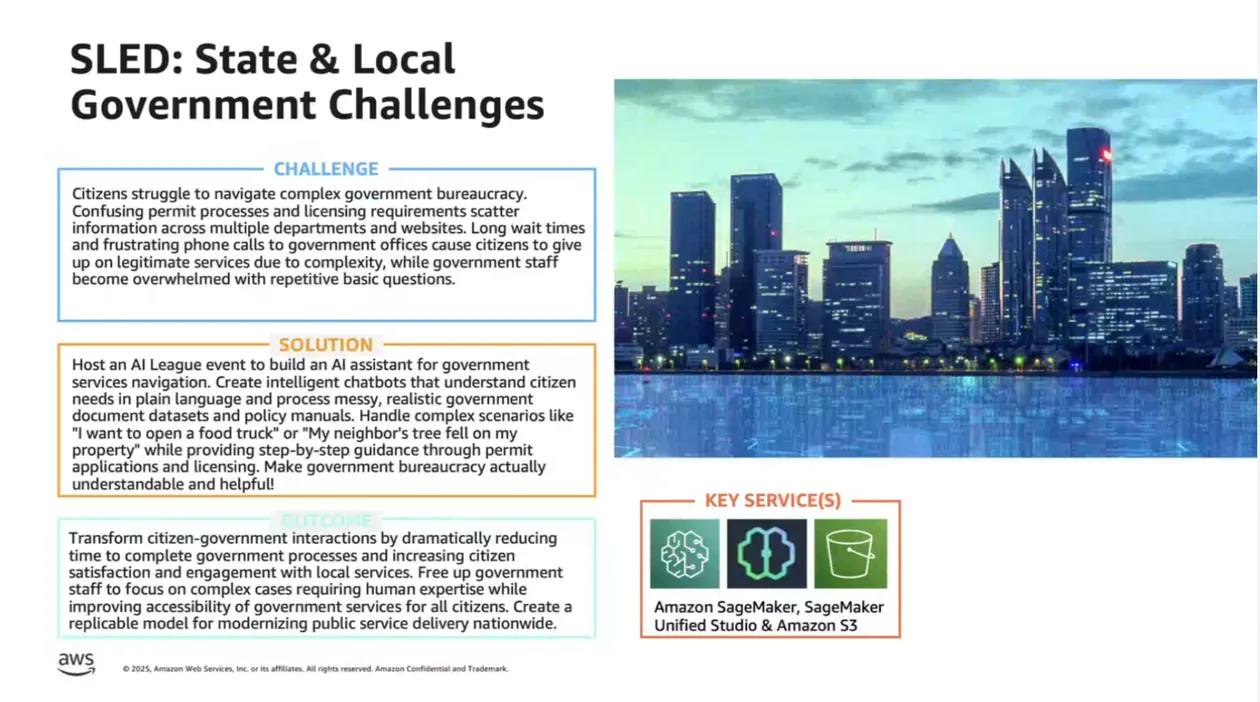 SLED: State & Local
Government Challenges
CHALLENGE
Citizens struggle to navigate complex government bureaucracy.
Confusing permit processes and licensing requirements scatter
information across multiple departments and websites. Long wait times
and frustrating phone calls to government offices cause citizens to give
up on legitimate services due to complexity, while government staff
become overwhelmed with repetitive basic questions.
SOLUTION
Host an AI League event to build an AI assistant for government
services navigation. Create intelligent chatbots that understand citizen
needs in plain language and process messy, realistic government
document datasets and policy manuals. Handle complex scenarios like
"I want to open a food truck" or "My neighbor's tree fell on my
property" while providing step-by-step guidance through permit
applications and licensing. Make government bureaucracy actually
understandable and helpful!
OUTCOME
Transform citizen-government interactions by dramatically reducing
time to complete government processes and increasing citizen
satisfaction and engagement with local services. Free up government
staff to focus on complex cases requiring human expertise while
improving accessibility of government services for all citizens. Create a
replicable model for modernizing public service delivery nationwide.
KEY SERVICE(S)
Amazon SageMaker, SageMaker
Unified Studio & Amazon S3
aws
© 2025, Amazon Web Services, Inc. or its affiliates. All rights reserved. Amazon Confidential and Trademark.